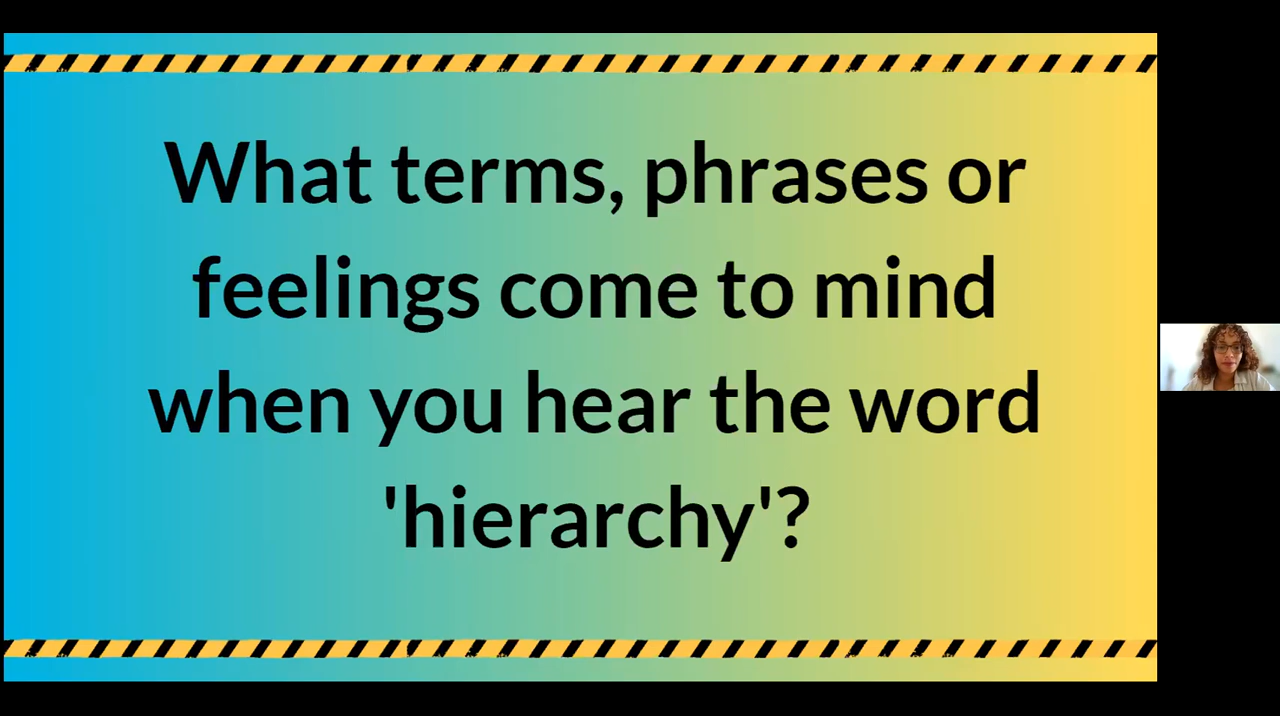 What terms, phrases or
feelings come to mind
when you hear the word
'hierarchy'?